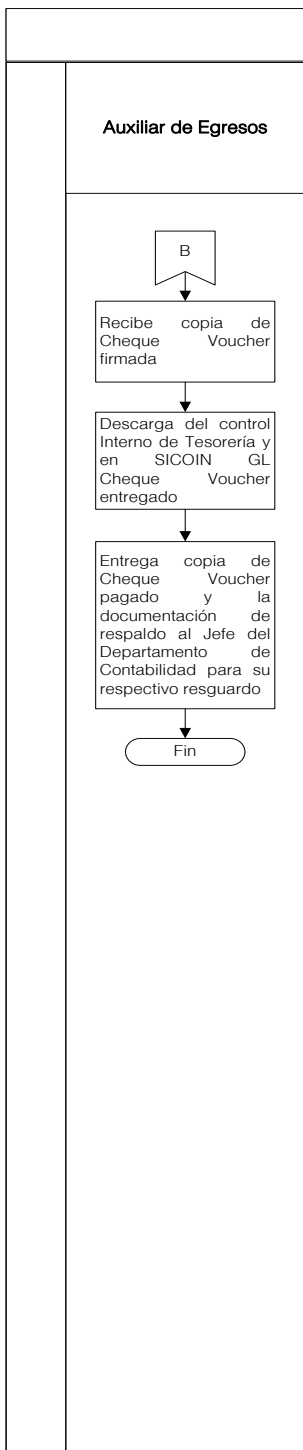 Auxiliar de Egresos
B
Recibe copia de
Cheque Voucher
firmada
Descarga del control
Interno de Tesorería y
en SICOIN GL
Cheque Voucher
entregado
Entrega copia de
Cheque Voucher
pagado y la
documentación de
respaldo al Jefe del
Departamento de
Contabilidad para su
respectivo resguardo
Fin